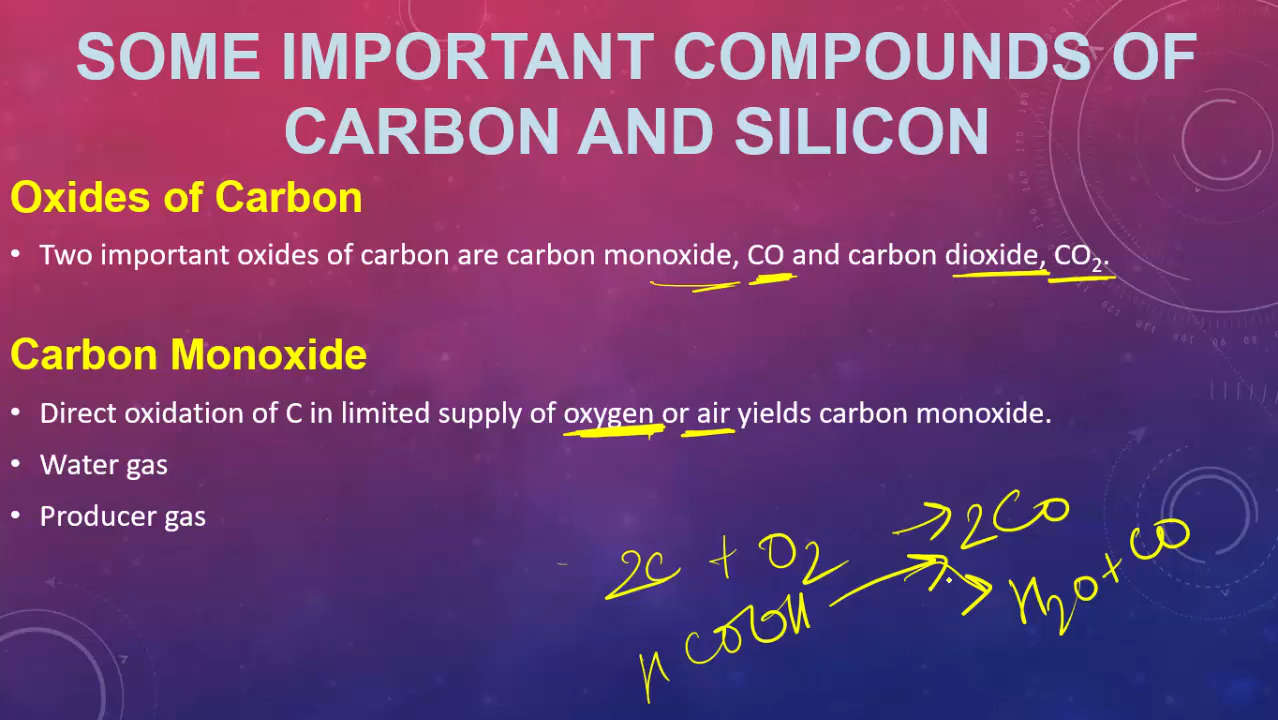 SOME IMPORTANT COMPOUNDS OF
CARBON AND SILICON
Oxides of Carbon
• Two important oxides of carbon are carbon monoxide, CO and carbon dioxide, CO₂.
Carbon Monoxide
• Direct oxidation of C in limited supply of oxygen or air yields carbon monoxide.
• Water gas
• Producer gas
2C + O2 → 2CO
HCOOH → H2O + CO